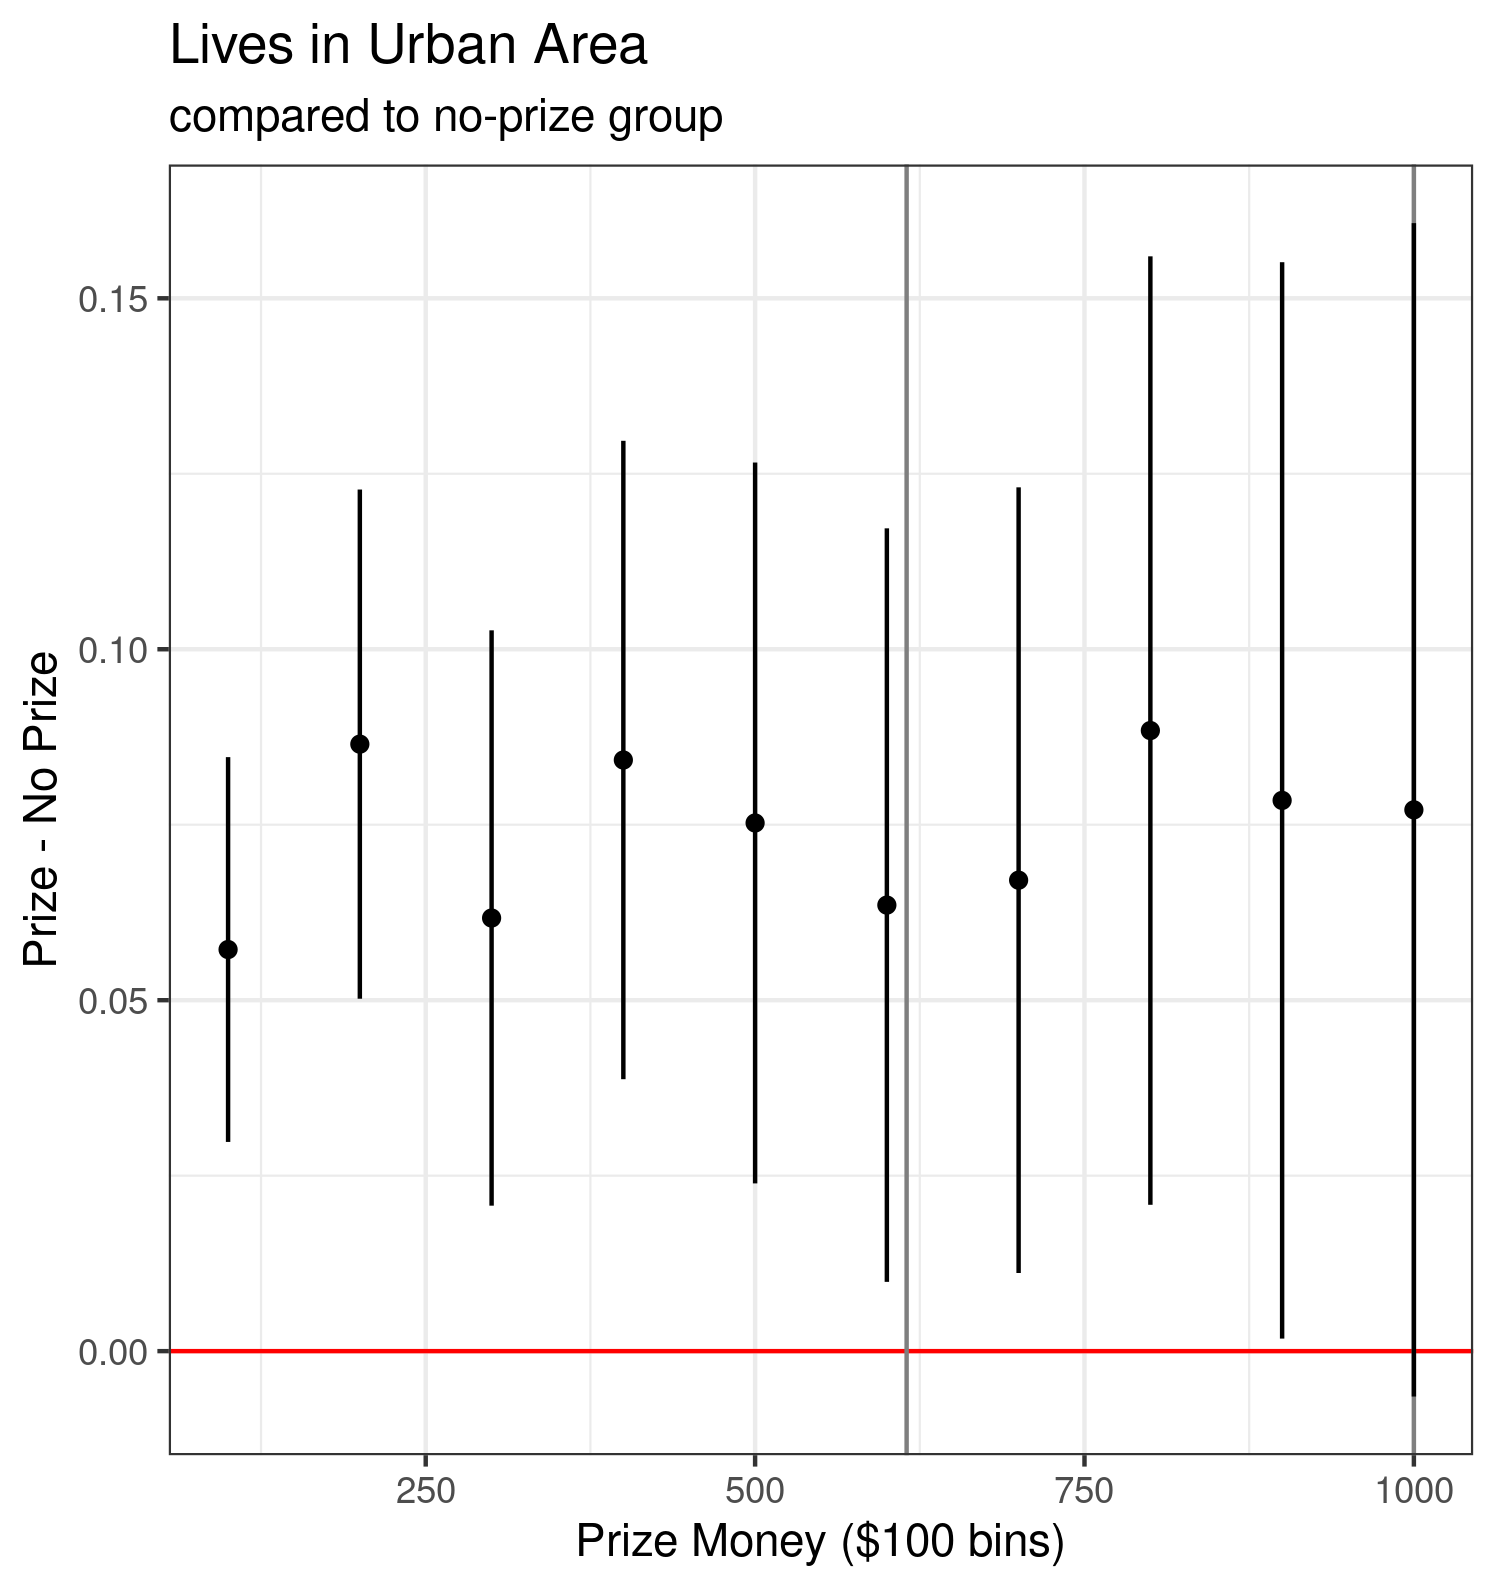 Lives in Urban Area
compared to no-prize group
Prize - No Prize
0.15
0.10
0.05
0.00
250 500 750 1000
Prize Money ($100 bins)